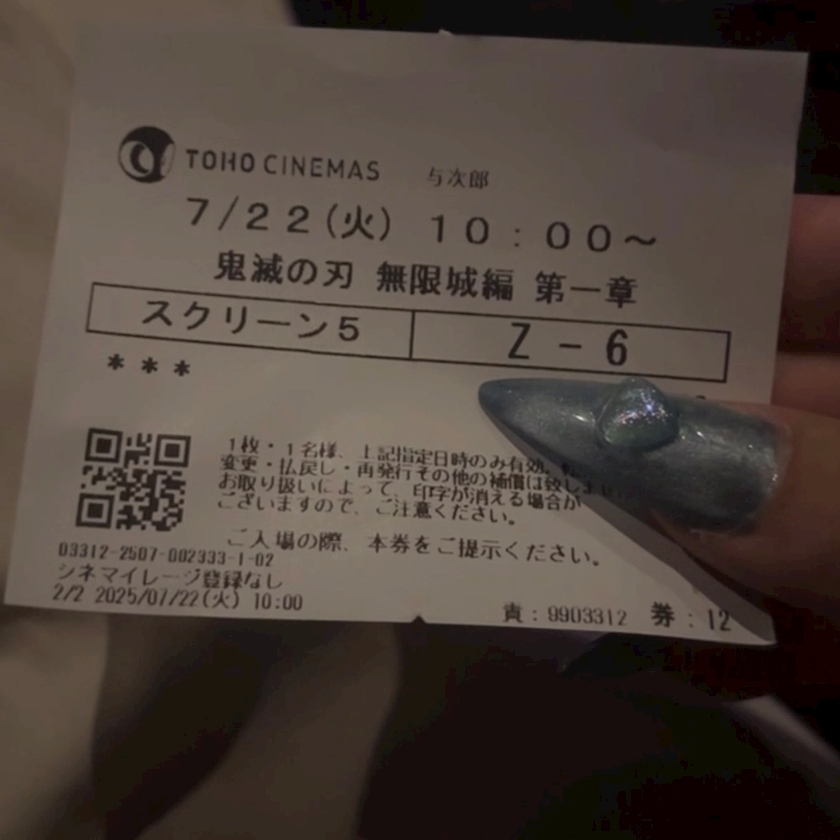 TOHO CINEMAS 与次郎
7/22(火) 10:00～
鬼滅の刃 無限城編 第一章
スクリーン5 Z-6
***
1枚・1名様、上記指定日時のみ有効。
変更・払戻し・再発行その他の補償は致しません
お取り扱いによって、印字が消える場合が
ございますので、ご注意ください。
ご入場の際、本券をご提示ください。
03312-2507-002333-1-02
シネマイレージ登録なし
2/2 2025/07/22(火) 10:00
責:9903312 券:12